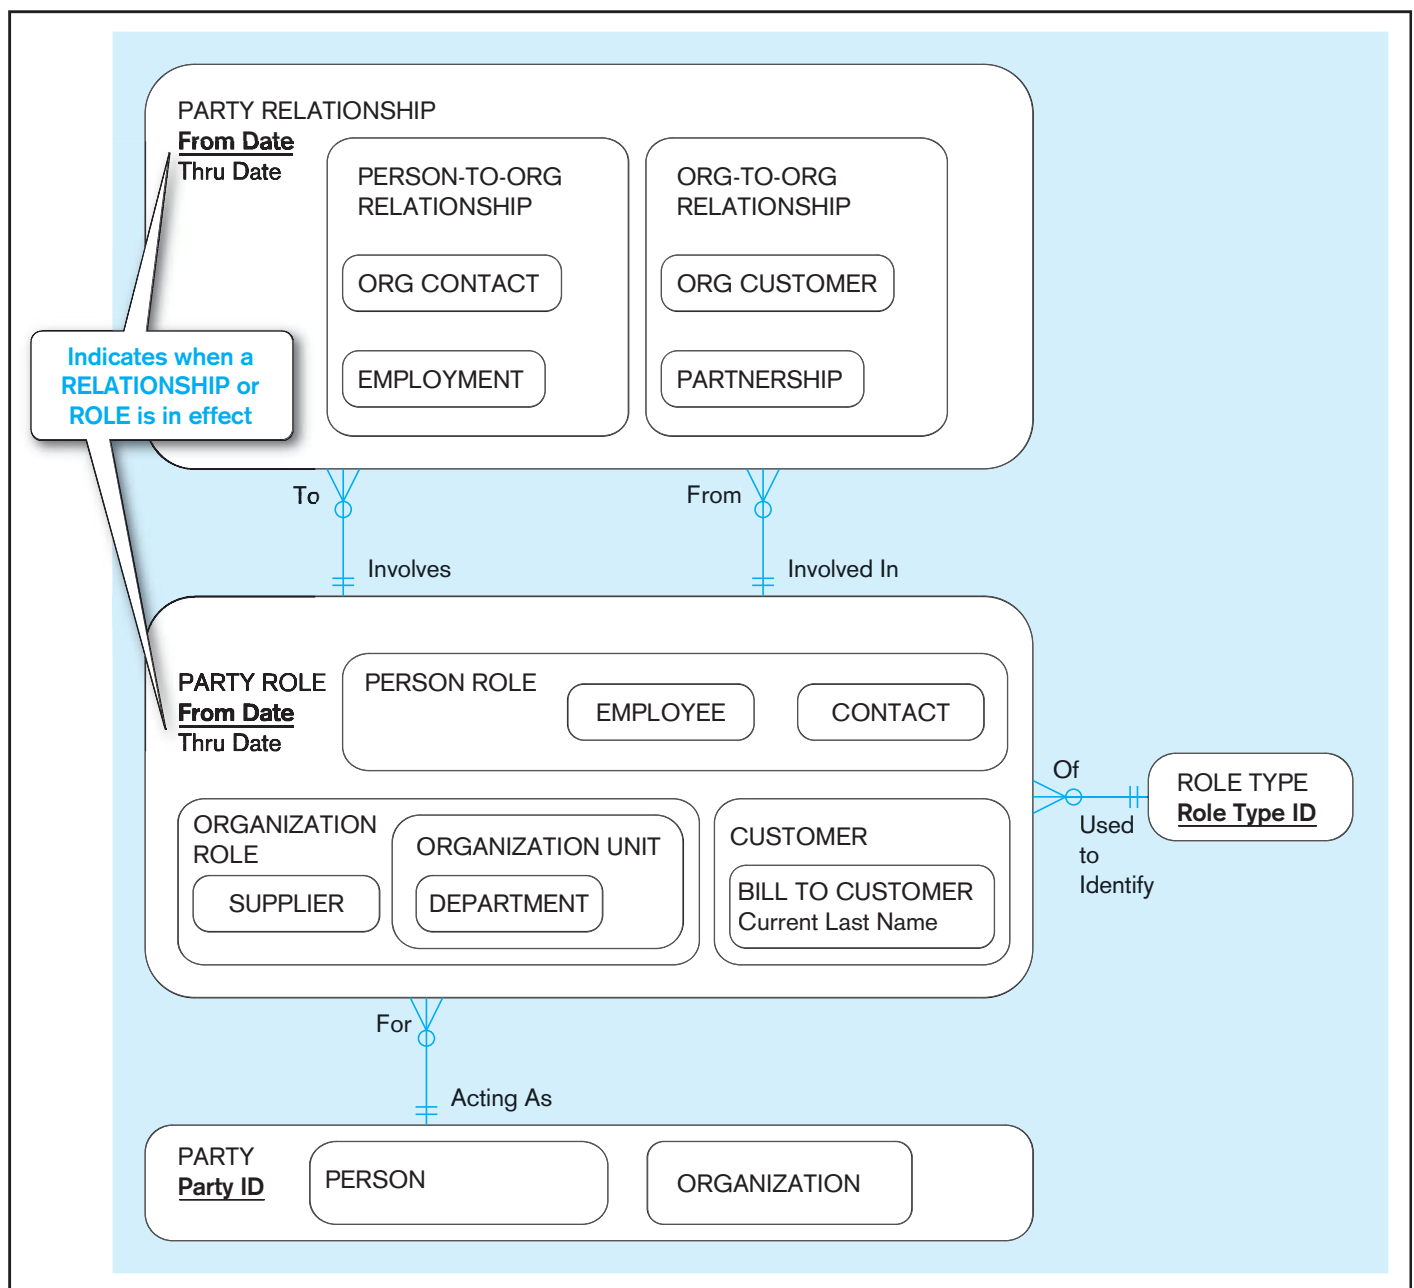 PARTY RELATIONSHIP
From Date
Thru Date
PERSON-TO-ORG
RELATIONSHIP
ORG CONTACT
EMPLOYMENT
ORG-TO-ORG
RELATIONSHIP
ORG CUSTOMER
PARTNERSHIP
Indicates when a
RELATIONSHIP or
ROLE is in effect
To
From
Involves
Involved In
PARTY ROLE
From Date
Thru Date
PERSON ROLE
EMPLOYEE
CONTACT
ORGANIZATION
ROLE
SUPPLIER
ORGANIZATION UNIT
DEPARTMENT
CUSTOMER
BILL TO CUSTOMER
Current Last Name
Of
Used
to
Identify
ROLE TYPE
Role Type ID
For
Acting As
PARTY
Party ID
PERSON
ORGANIZATION